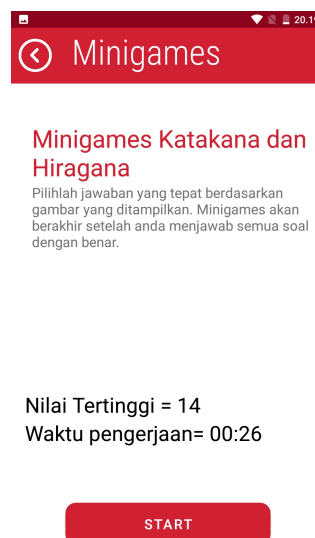 20.19
Minigames
Minigames Katakana dan
Hiragana
Pilihlah jawaban yang tepat berdasarkan
gambar yang ditampilkan. Minigames akan
berakhir setelah anda menjawab semua soal
dengan benar.
Nilai Tertinggi = 14
Waktu pengerjaan= 00:26
START